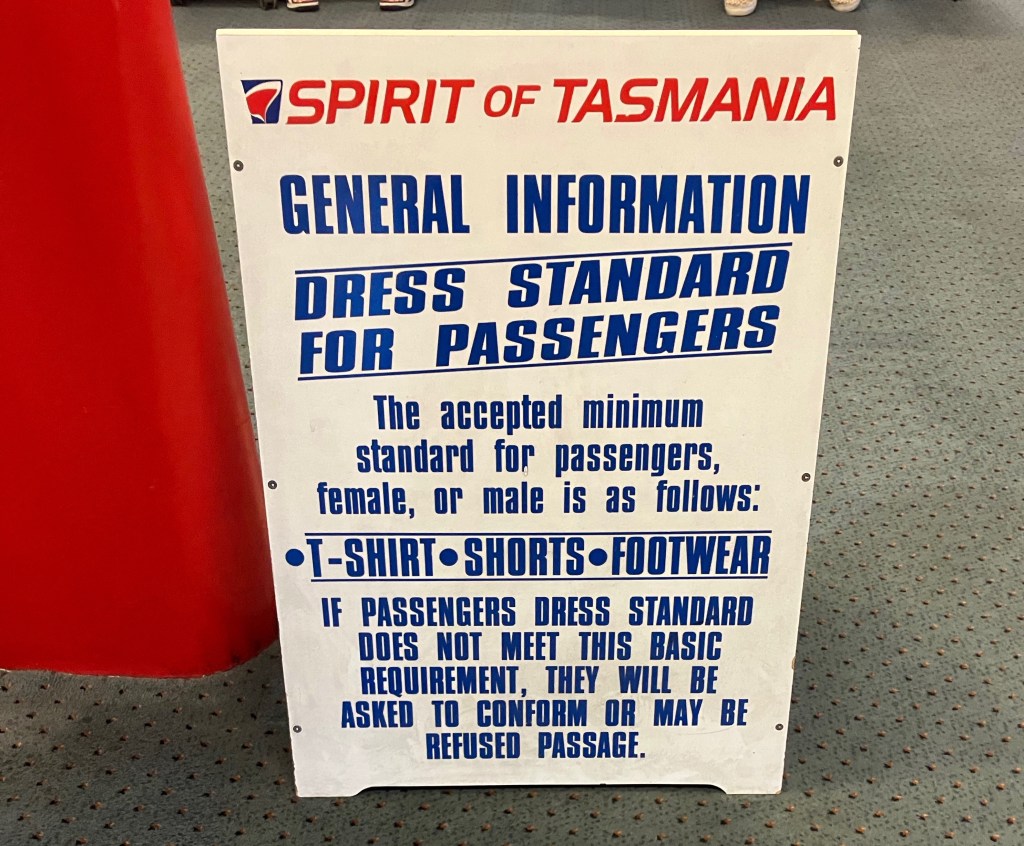 SPIRIT OF TASMANIA
GENERAL INFORMATION
DRESS STANDARD
FOR PASSENGERS
The accepted minimum
standard for passengers,
female, or male is as follows:
•T-SHIRT•SHORTS•FOOTWEAR
IF PASSENGERS DRESS STANDARD
DOES NOT MEET THIS BASIC
REQUIREMENT, THEY WILL BE
ASKED TO CONFORM OR MAY BE
REFUSED PASSAGE.